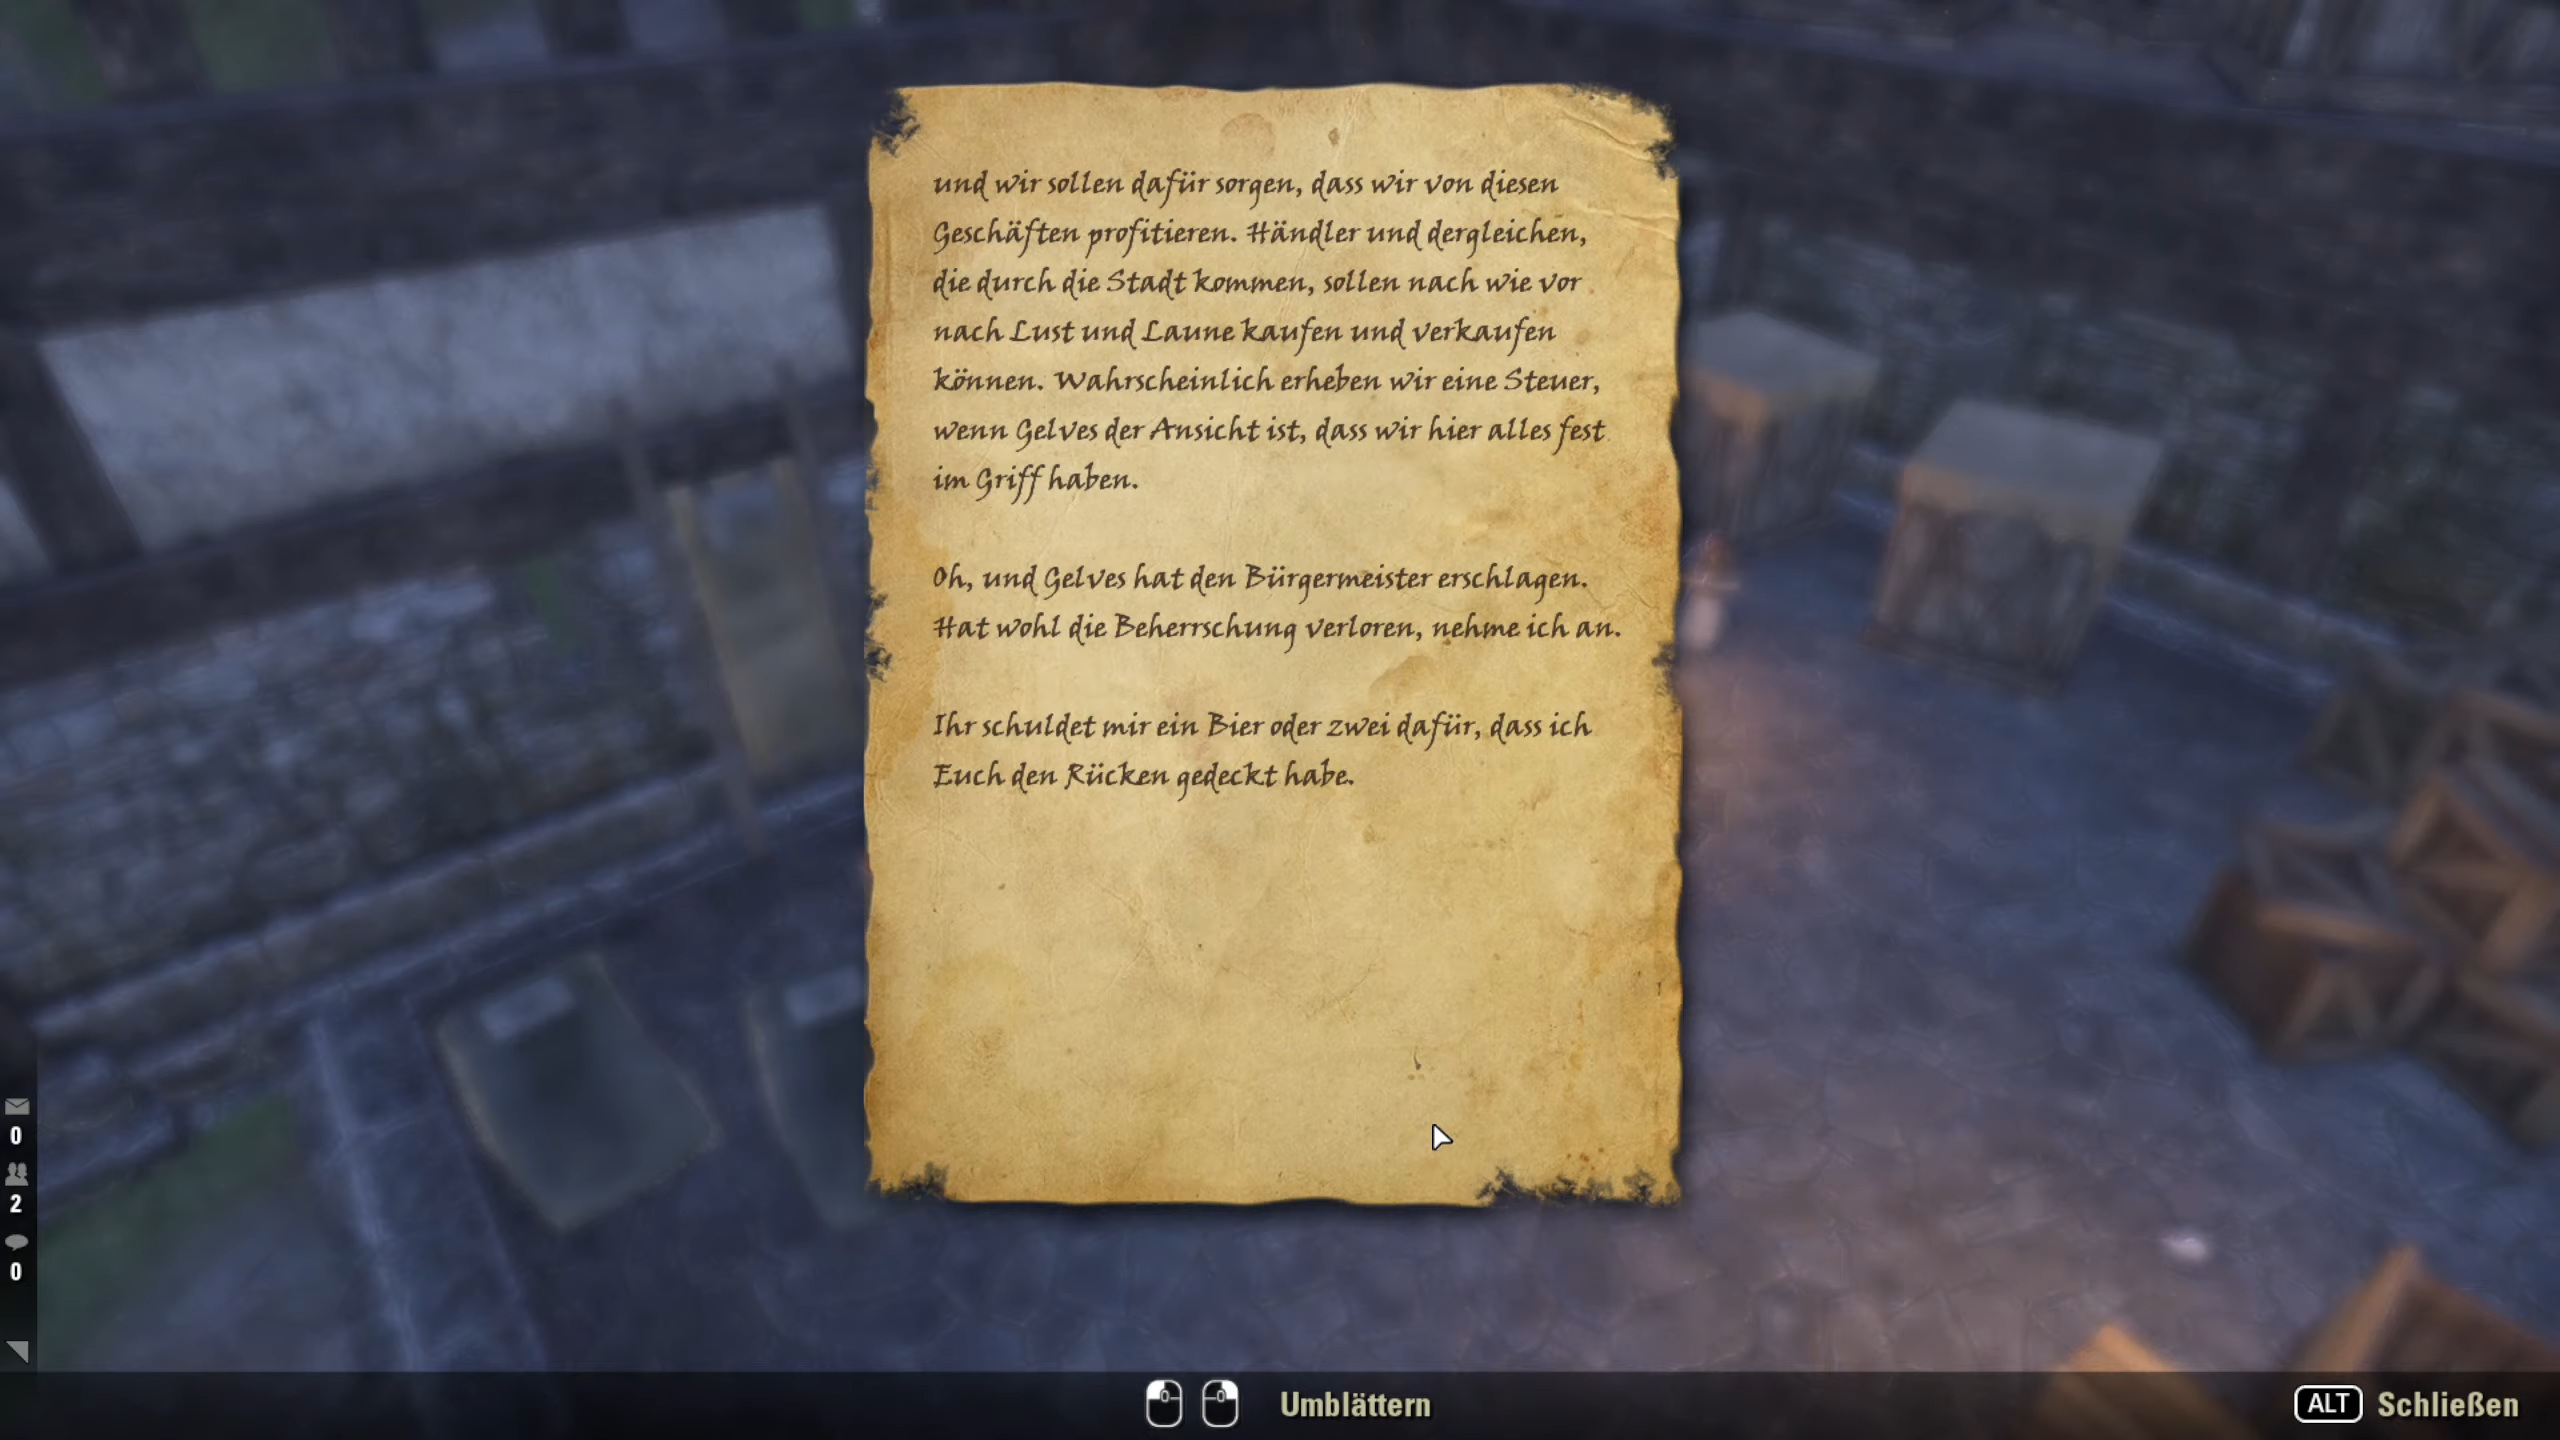 und wir sollen dafür sorgen, dass wir von diesen
Geschäften profitieren. Händler und dergleichen,
die durch die Stadt kommen, sollen nach wie vor
nach Lust und Laune kaufen und verkaufen
können. Wahrscheinlich erheben wir eine Steuer,
wenn Gelves der Ansicht ist, dass wir hier alles fest
im Griff haben.
Oh, und Gelves hat den Bürgermeister erschlagen.
Hat wohl die Beherrschung verloren, nehme ich an.
Ihr schuldet mir ein Bier oder zwei dafür, dass ich
Euch den Rücken gedeckt habe.
0
2
0
Umblättern
ALT Schließen